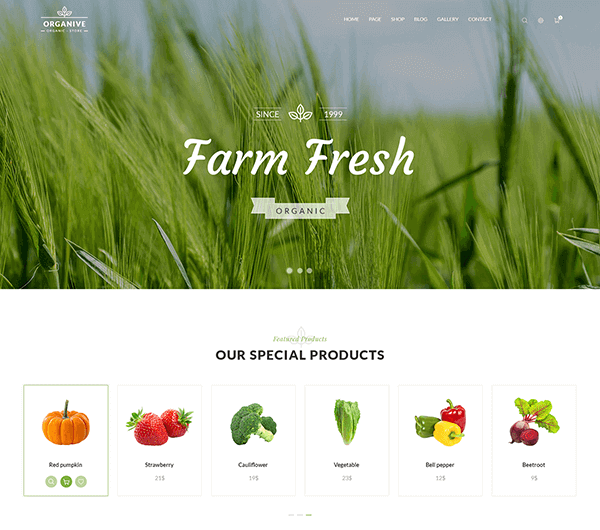 ORGANIVE
ORGANIC - STORE
HOME PAGE SHOP BLOG GALLERY CONTACT
SINCE 1999
Farm Fresh
ORGANIC
Featured Products
OUR SPECIAL PRODUCTS
Red pumpkin
Strawberry
21$
Cauliflower
19$
Vegetable
23$
Bell pepper
12$
Beetroot
9$